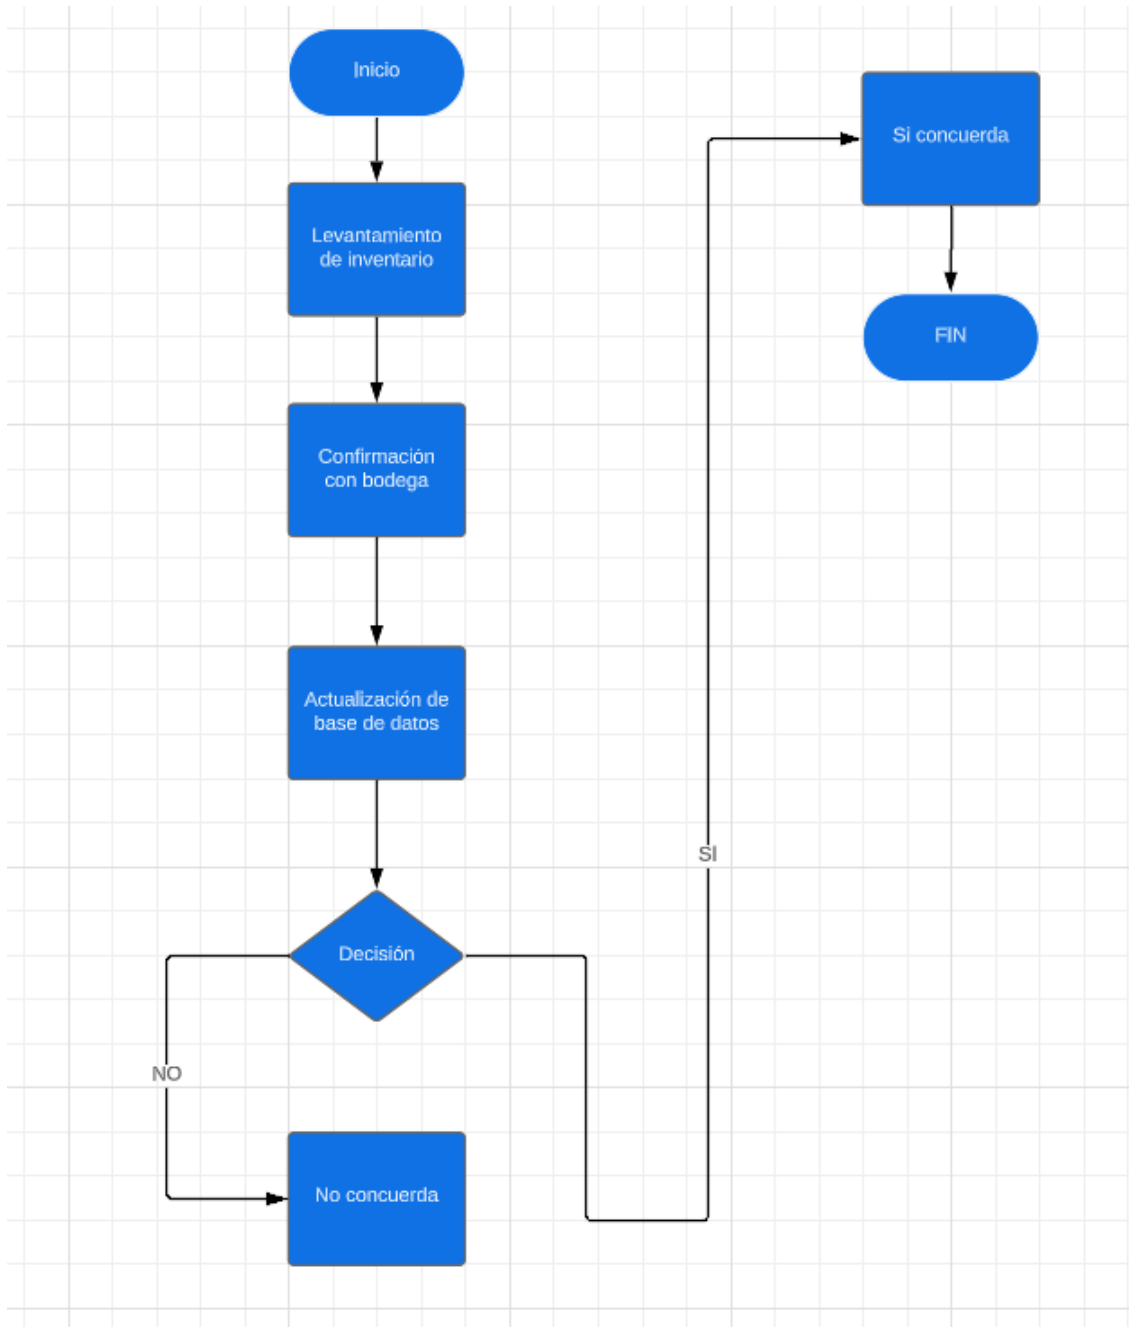 Inicio
Levantamiento
de inventario
Confirmación
con bodega
Actualización de
base de datos
Decisión
NO
No concuerda
SI
Si concuerda
FIN